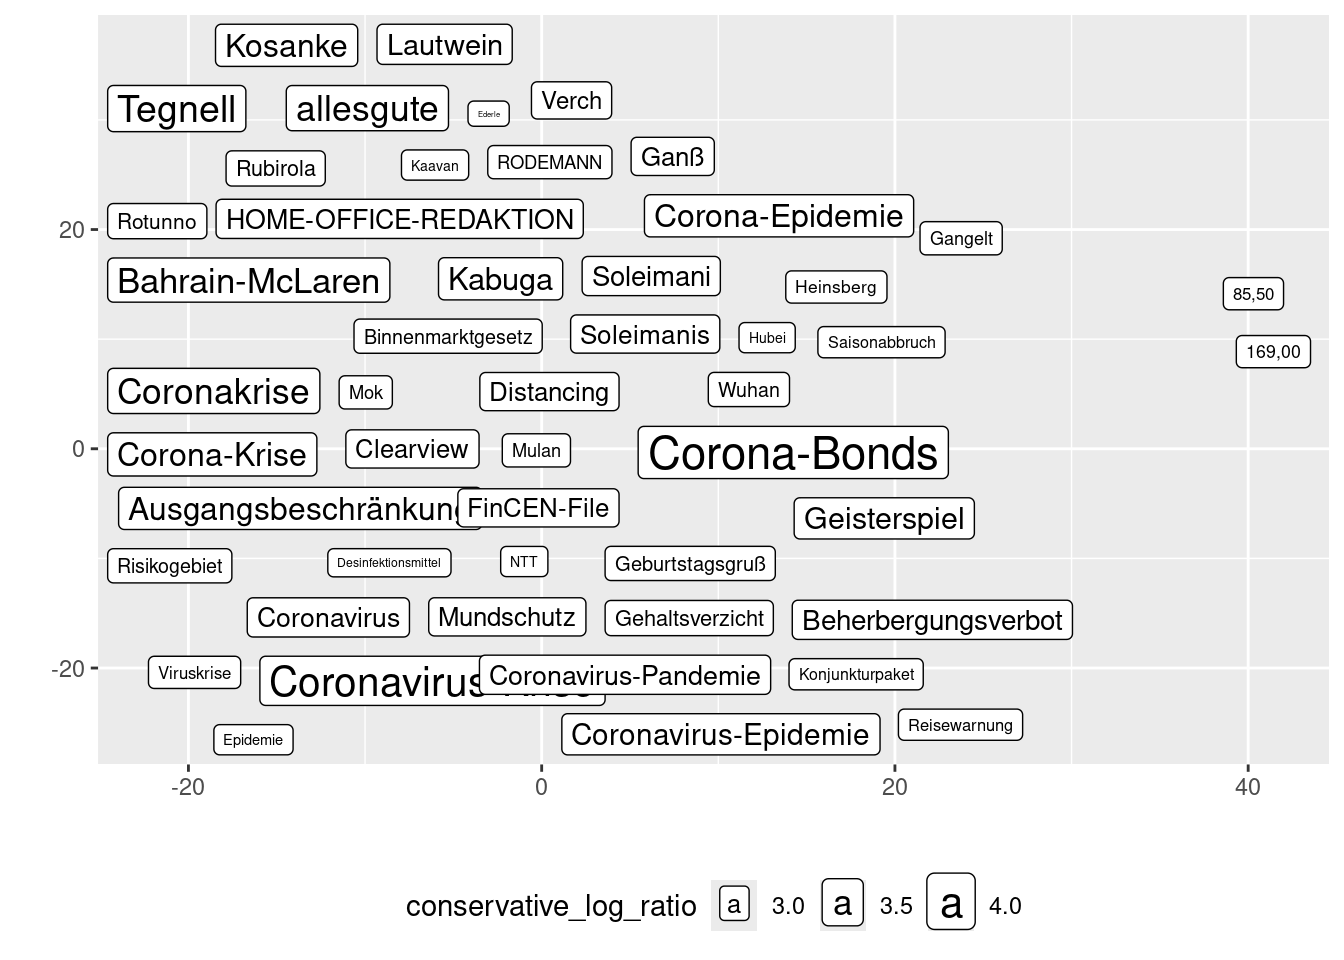 Kosanke Lautwein
Tegnell allesgute Ederle Verch
Rubirola Kaavan RODEMANN Ganß
20 Rotunno HOME-OFFICE-REDAKTION Corona-Epidemie Gangelt
Bahrain-McLaren Kabuga Soleimani Heinsberg 85,50
Binnenmarktgesetz Soleimanis Hubei Saisonabbruch 169,00
Coronakrise Mok Distancing Wuhan
0 Corona-Krise Clearview Mulan Corona-Bonds
FinCEN-File Geisterspiel
Risikogebiet Desinfektionsmittel NTT Geburtstagsgruß
Coronavirus Mundschutz Gehaltsverzicht Beherbergungsverbot
-20 Viruskrise Coronavirus-Krise Coronavirus-Pandemie Konjunkturpaket
Epidemie Coronavirus-Epidemie Reisewarnung
-20 0 20 40
conservative_log_ratio a 3.0 a 3.5 a 4.0